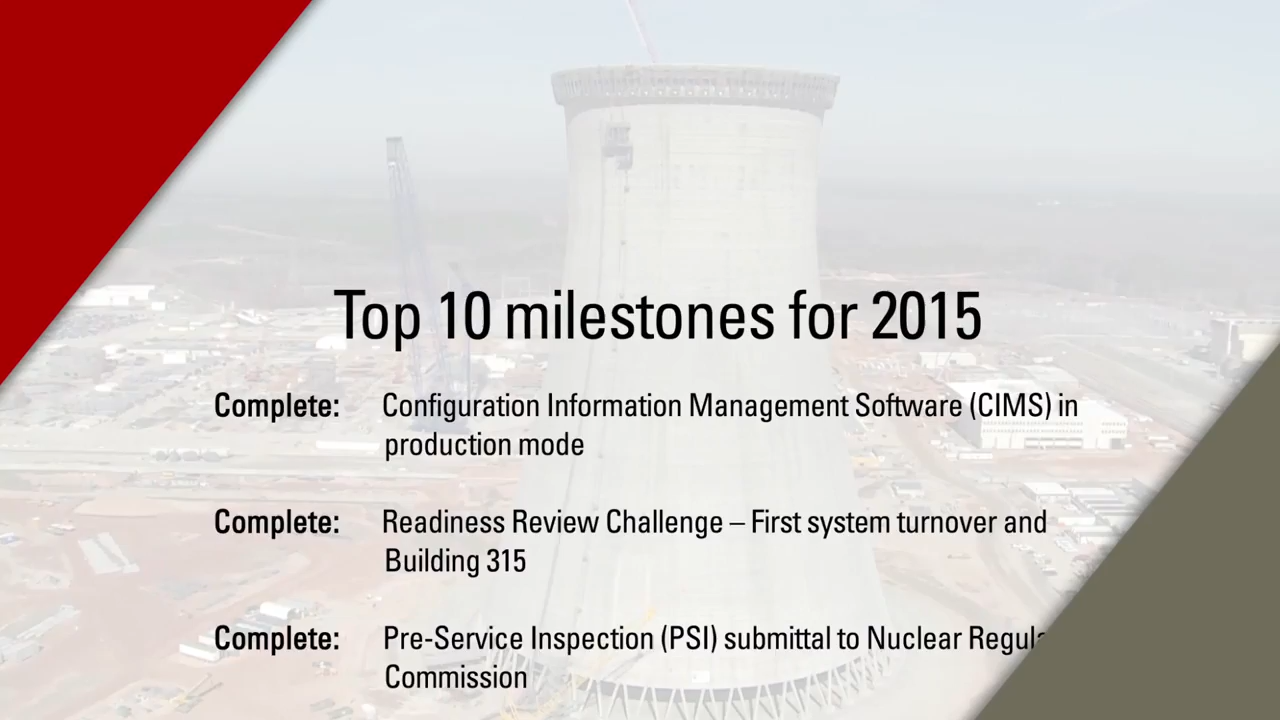 Top 10 milestones for 2015
Complete: Configuration Information Management Software (CIMS) in
production mode
Complete: Readiness Review Challenge – First system turnover and
Building 315
Complete: Pre-Service Inspection (PSI) submittal to Nuclear
Commission